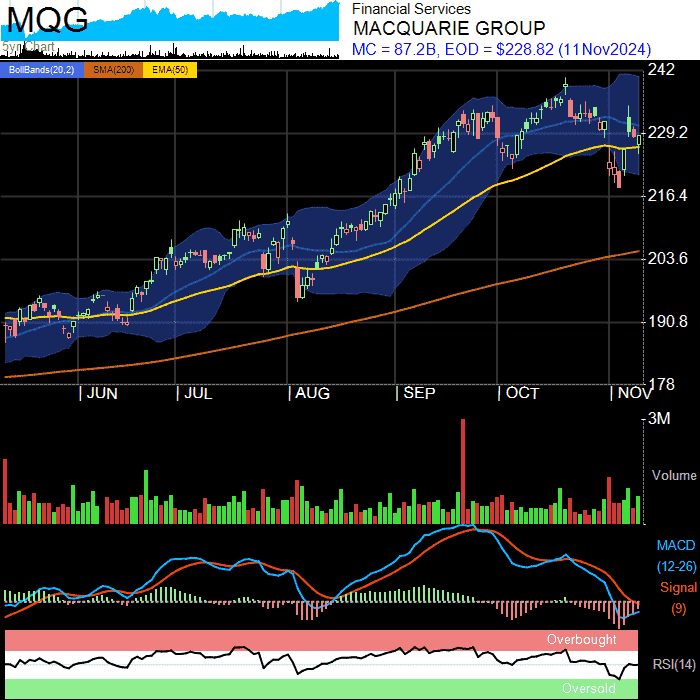 MQG
Financial Services
MACQUARIE GROUP
MC = 87.2B, EOD = $228.82 (11Nov2024)
BollBands(20,2) SMA(200) EMA(50)
242
229.2
216.4
203.6
190.8
178
JUN JUL AUG SEP OCT NOV
3M
Volume
MACD
(12-26)
Signal
(9)
Overbought
RSI(14)
Oversold